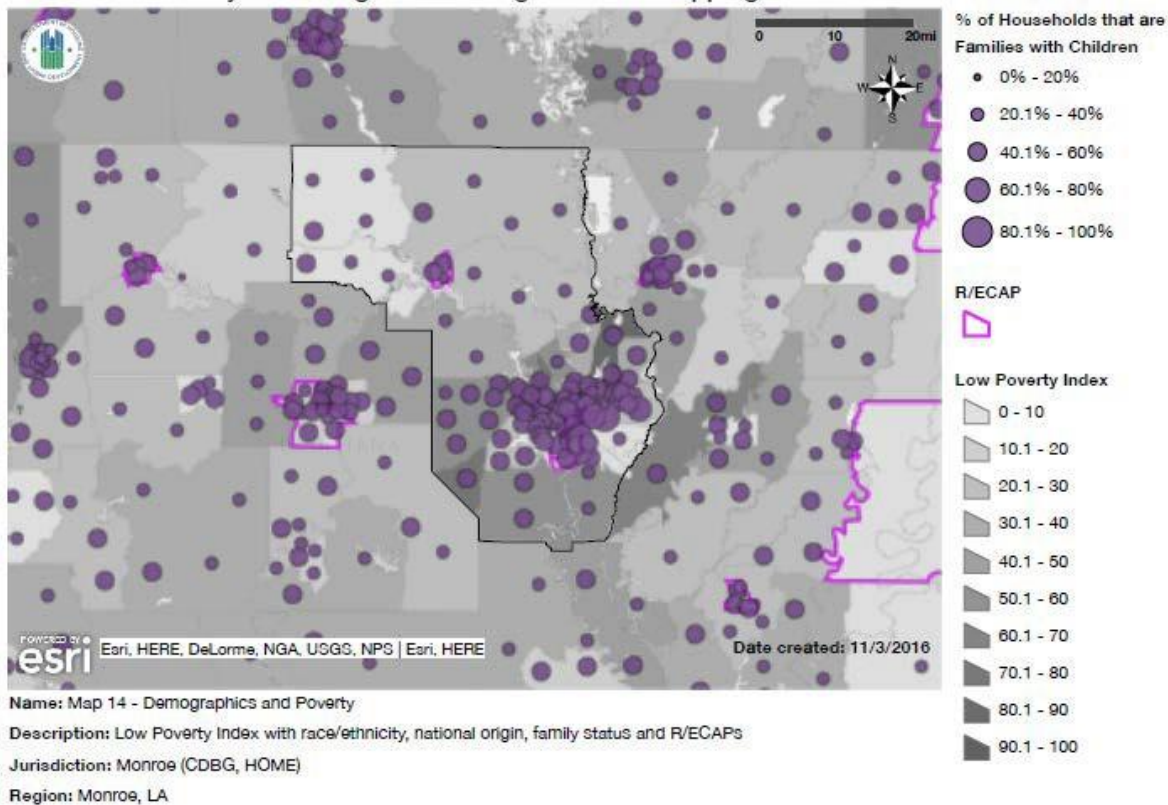 0 10 20mi
N
W E
S
% of Households that are
Families with Children
0% - 20%
20.1% - 40%
40.1% - 60%
60.1% - 80%
80.1% - 100%
R/ECAP
Low Poverty Index
0 - 10
10.1 - 20
20.1 - 30
30.1 - 40
40.1 - 50
50.1 - 60
60.1 - 70
70.1 - 80
80.1 - 90
90.1 - 100
POWERED BY
esri
Esri, HERE, DeLorme, NGA, USGS, NPS | Esri, HERE
Date created: 11/3/2016
Name: Map 14 - Demographics and Poverty
Description: Low Poverty Index with race/ethnicity, national origin, family status and R/ECAPs
Jurisdiction: Monroe (CDBG, HOME)
Region: Monroe, LA